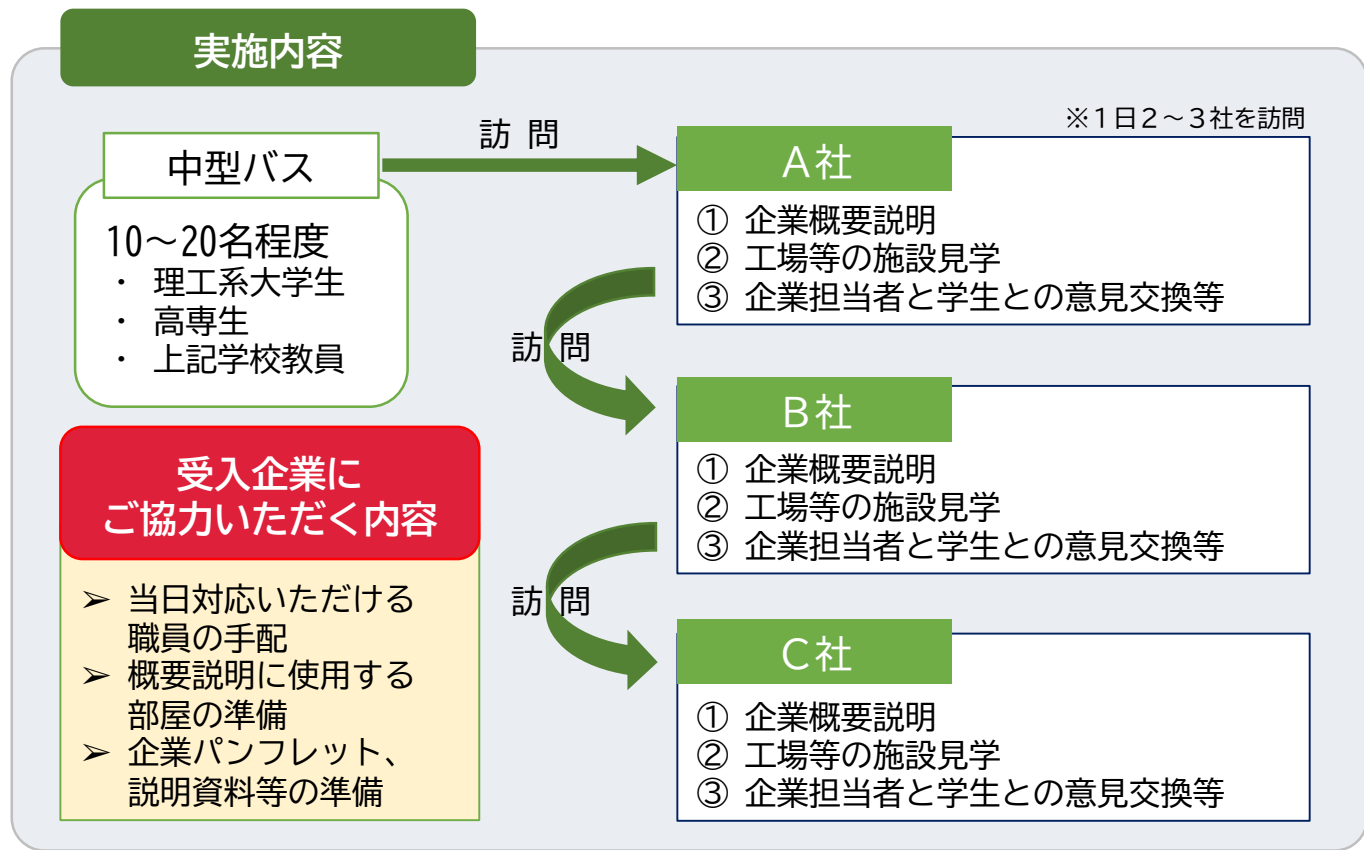 実施内容
※1日2～3社を訪問
中型バス
10～20名程度
・ 理工系大学生
・ 高専生
・ 上記学校教員
訪 問
A社
① 企業概要説明
② 工場等の施設見学
③ 企業担当者と学生との意見交換等
訪 問
B社
① 企業概要説明
② 工場等の施設見学
③ 企業担当者と学生との意見交換等
訪 問
C社
① 企業概要説明
② 工場等の施設見学
③ 企業担当者と学生との意見交換等
受入企業に
ご協力いただく内容
➢ 当日対応いただける
職員の手配
➢ 概要説明に使用する
部屋の準備
➢ 企業パンフレット、
説明資料等の準備